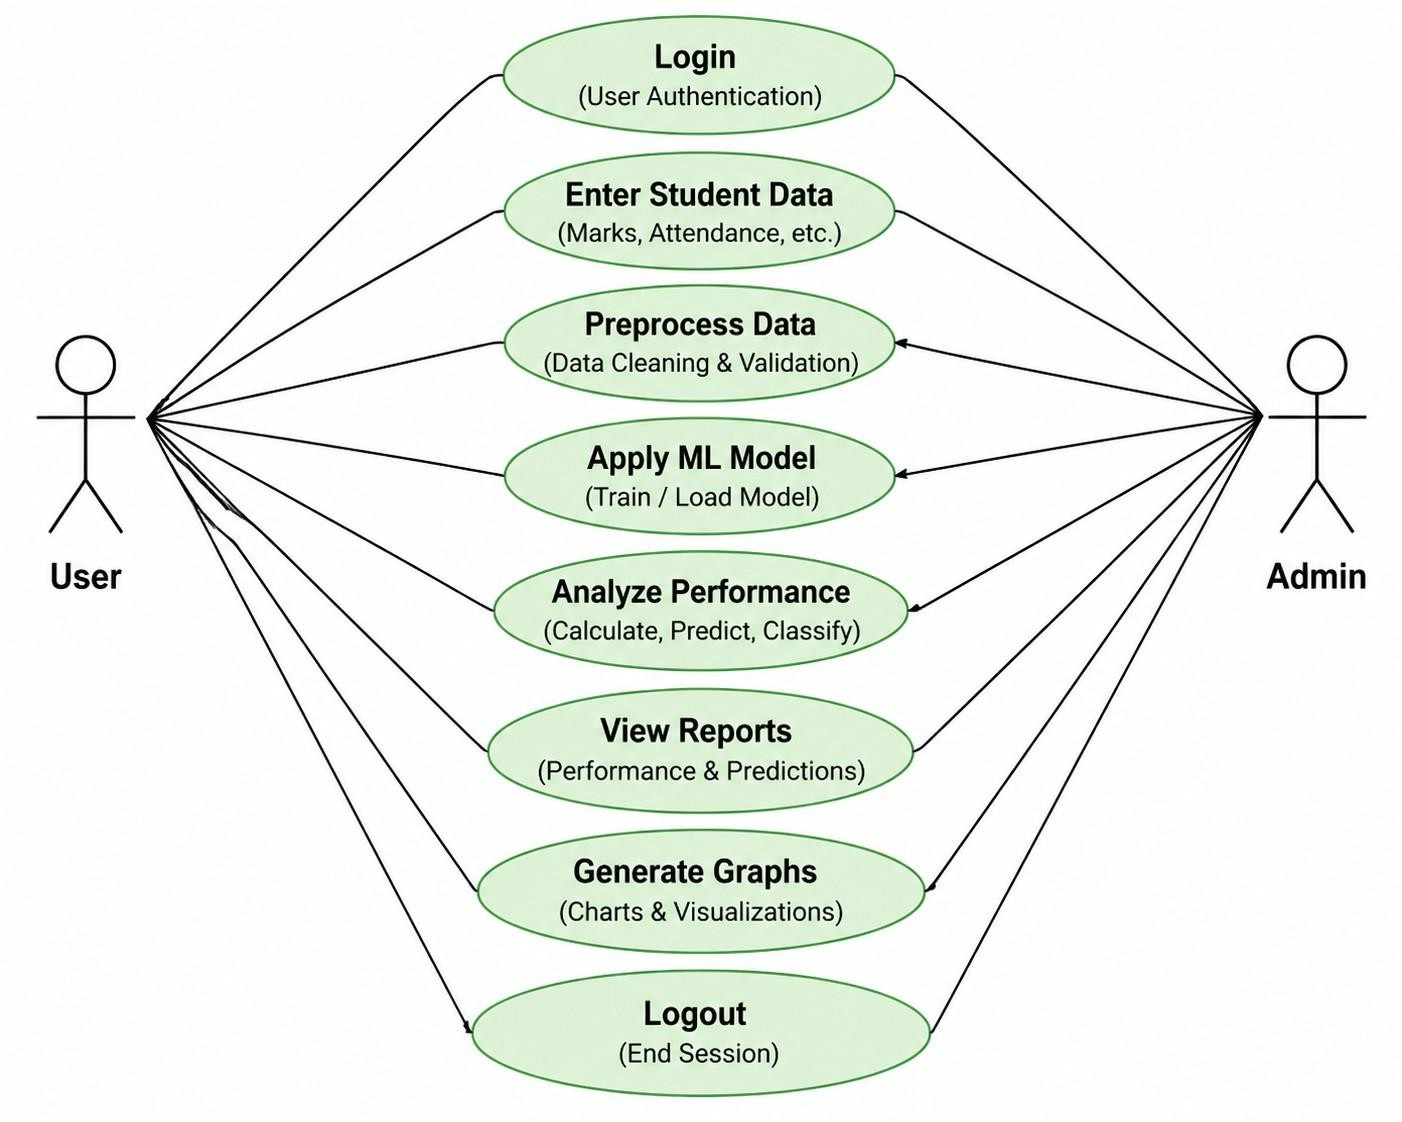 Login
(User Authentication)
Enter Student Data
(Marks, Attendance, etc.)
Preprocess Data
(Data Cleaning & Validation)
Apply ML Model
(Train / Load Model)
User
Admin
Analyze Performance
(Calculate, Predict, Classify)
View Reports
(Performance & Predictions)
Generate Graphs
(Charts & Visualizations)
Logout
(End Session)